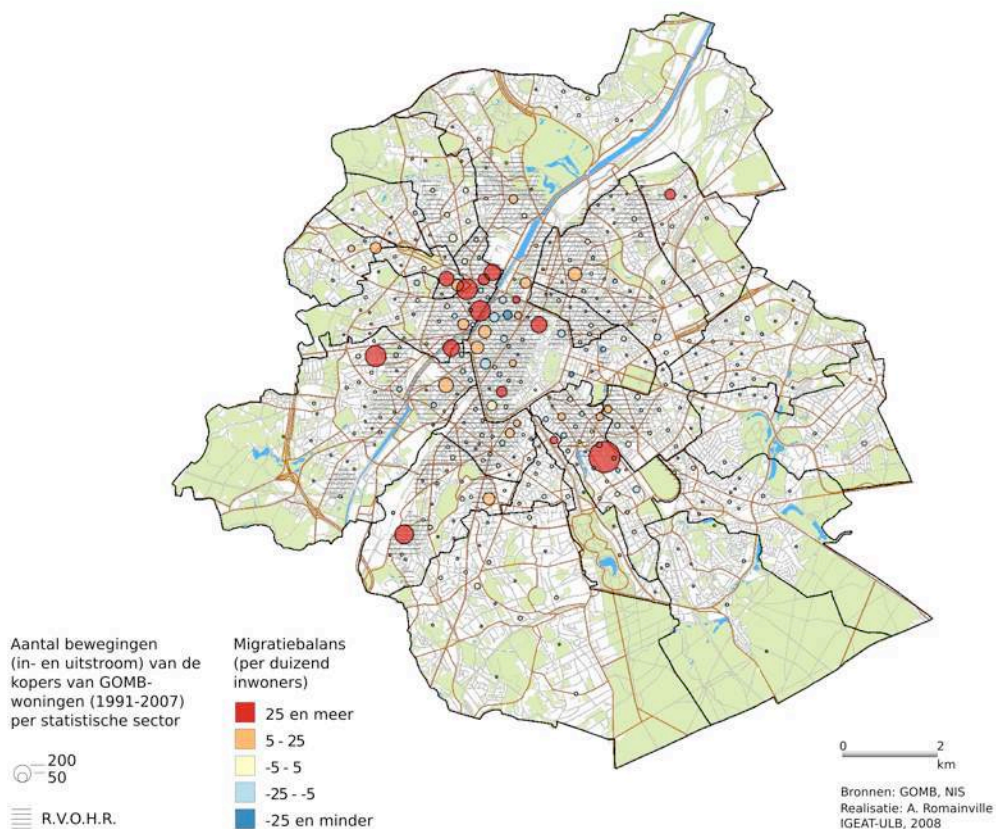 Aantal bewegingen
(in- en uitstroom) van de
kopers van GOMB-
woningen (1991-2007)
per statistische sector
200
50
R.V.O.H.R.
Migratiebalans
(per duizend
inwoners)
25 en meer
5 - 25
-5 - 5
-25 - -5
-25 en minder
0 2
km
Bronnen: GOMB, NIS
Realisatie: A. Romainville
IGEAT-ULB, 2008